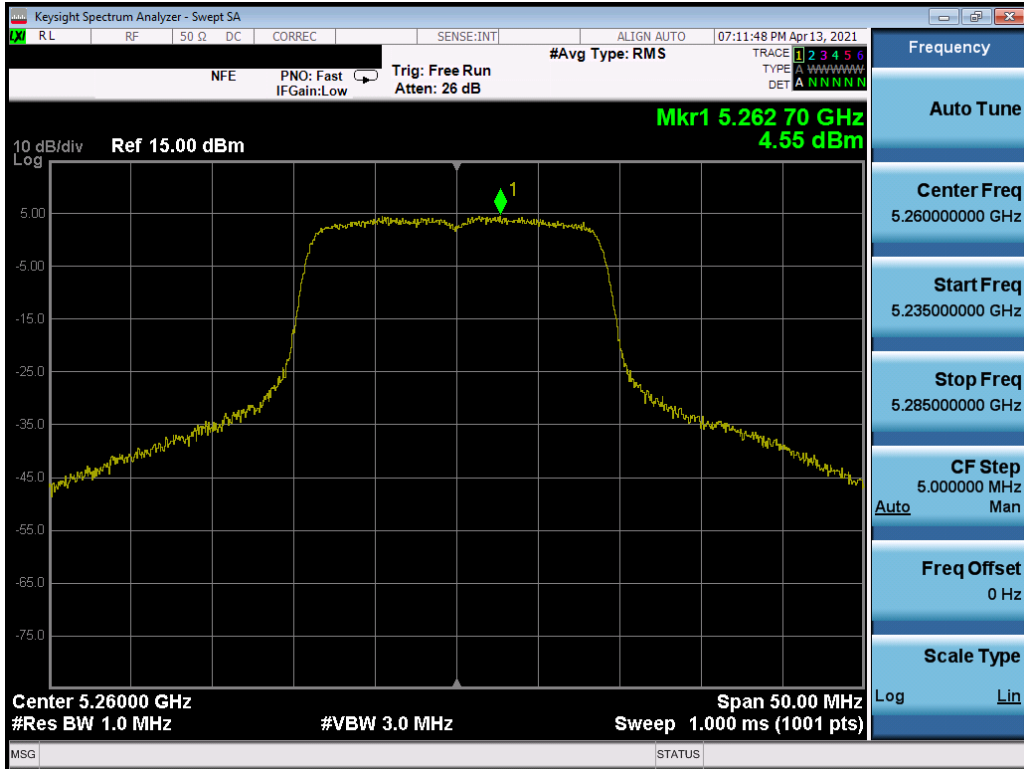 Keysight Spectrum Analyzer - Swept SA
LXI RL RF 50 Ω DC CORREC SENSE:INT ALIGN AUTO 07:11:48 PM Apr 13, 2021
NFE PNO: Fast Trig: Free Run #Avg Type: RMS TRACE 1 2 3 4 5 6
IFGain:Low Atten: 26 dB TYPE A WWWWW
DET A N N N N N
Mkr1 5.262 70 GHz
4.55 dBm
10 dB/div Ref 15.00 dBm
Log
1
5.00
-5.00
-15.0
-25.0
-35.0
-45.0
-55.0
-65.0
-75.0
Center 5.26000 GHz Span 50.00 MHz
#Res BW 1.0 MHz #VBW 3.0 MHz Sweep 1.000 ms (1001 pts)
MSG STATUS
Frequency
Auto Tune
Center Freq
5.260000000 GHz
Start Freq
5.235000000 GHz
Stop Freq
5.285000000 GHz
CF Step
5.000000 MHz
Auto Man
Freq Offset
0 Hz
Scale Type
Log Lin